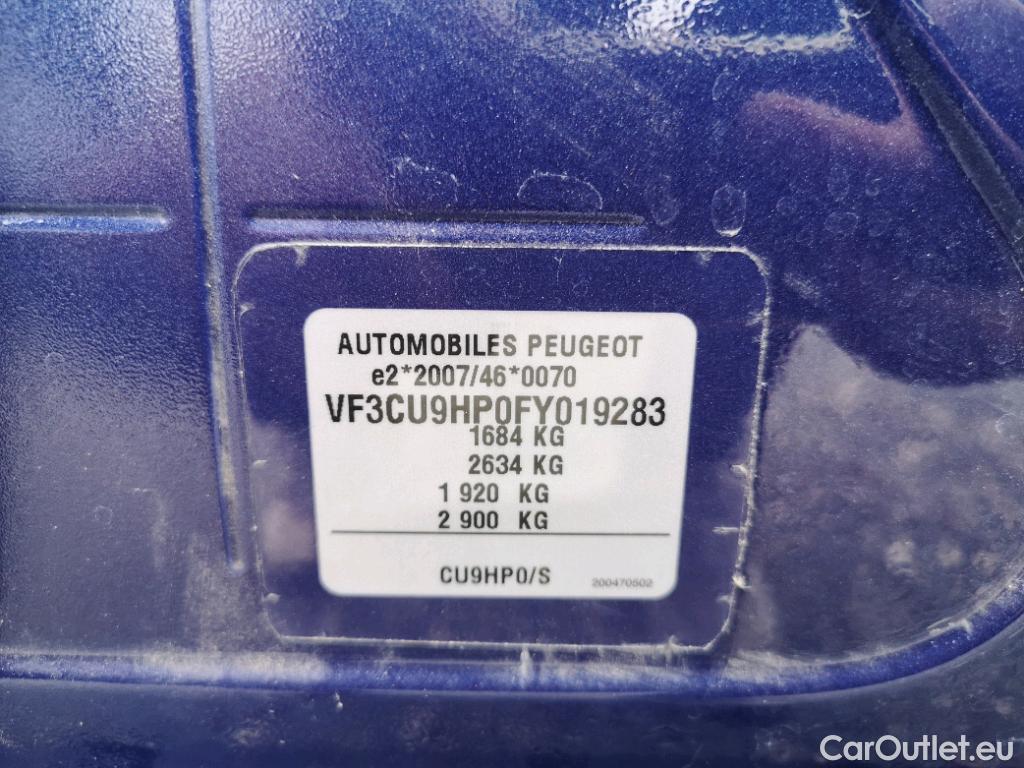 AUTOMOBILES PEUGEOT
e2*2007/46*0070
VF3CU9HP0FY019283
1684 KG
2634 KG
1 920 KG
2 900 KG
CU9HP0/S 200470502
CarOutlet.eu